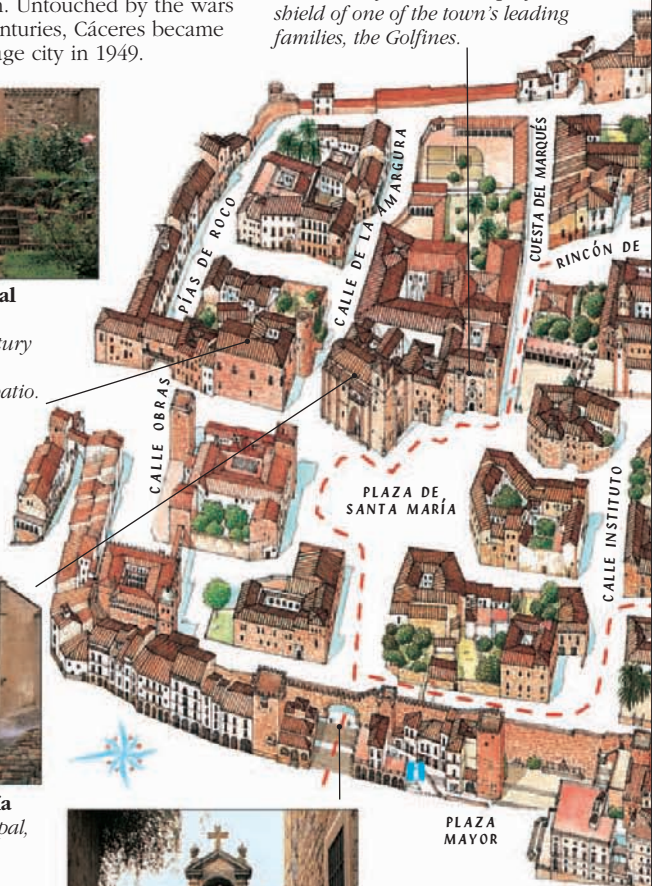 n. Untouched by the wars
nturies, Cáceres became
ge city in 1949.
shield of one of the town's leading
families, the Golfines.
CUESTA DEL MARQUÉS
CALLE DE LA AMARGURA
PÍAS DE ROCO
RINCÓN DE
al
tury
patio.
CALLE OBRAS
PLAZA DE
SANTA MARÍA
CALLE INSTITUTO
ía
pal,
PLAZA
MAYOR